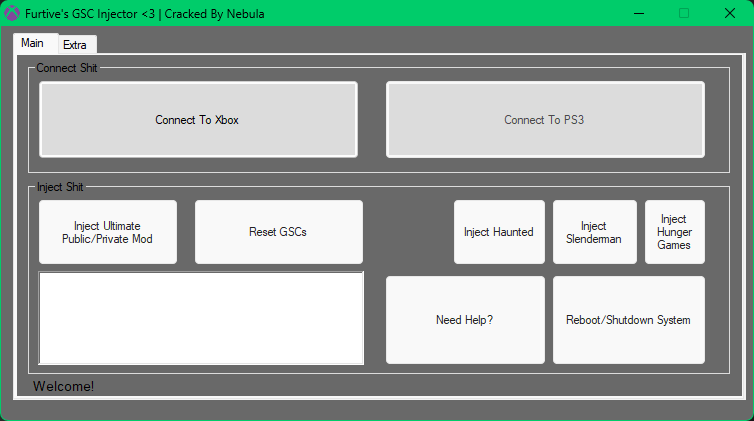 Furtive's GSC Injector <3 | Cracked By Nebula
Main
Extra
Connect Shit
Connect To Xbox
Connect To PS3
Inject Shit
Inject Ultimate
Public/Private Mod
Reset GSCs
Inject Haunted
Inject
Slenderman
Inject
Hunger
Games
Need Help?
Reboot/Shutdown System
Welcome!